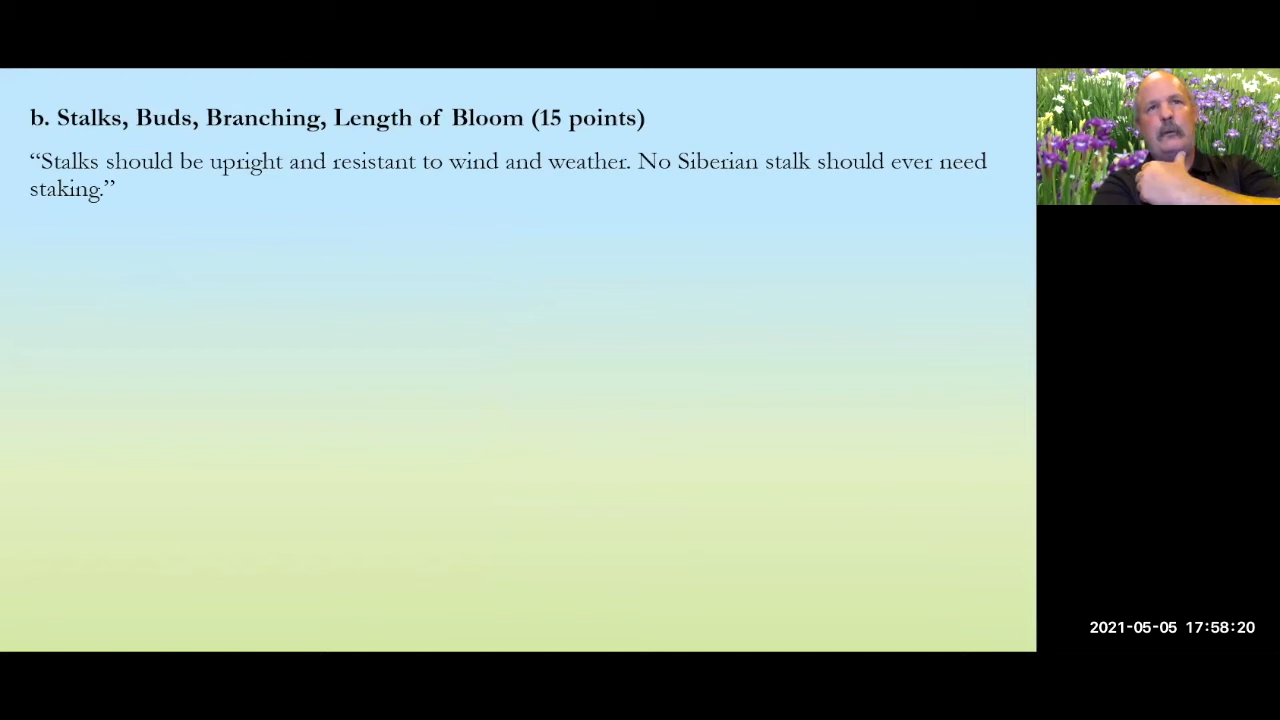 b. Stalks, Buds, Branching, Length of Bloom (15 points)
“Stalks should be upright and resistant to wind and weather. No Siberian stalk should ever need
staking.”
2021-05-05 17:58:20